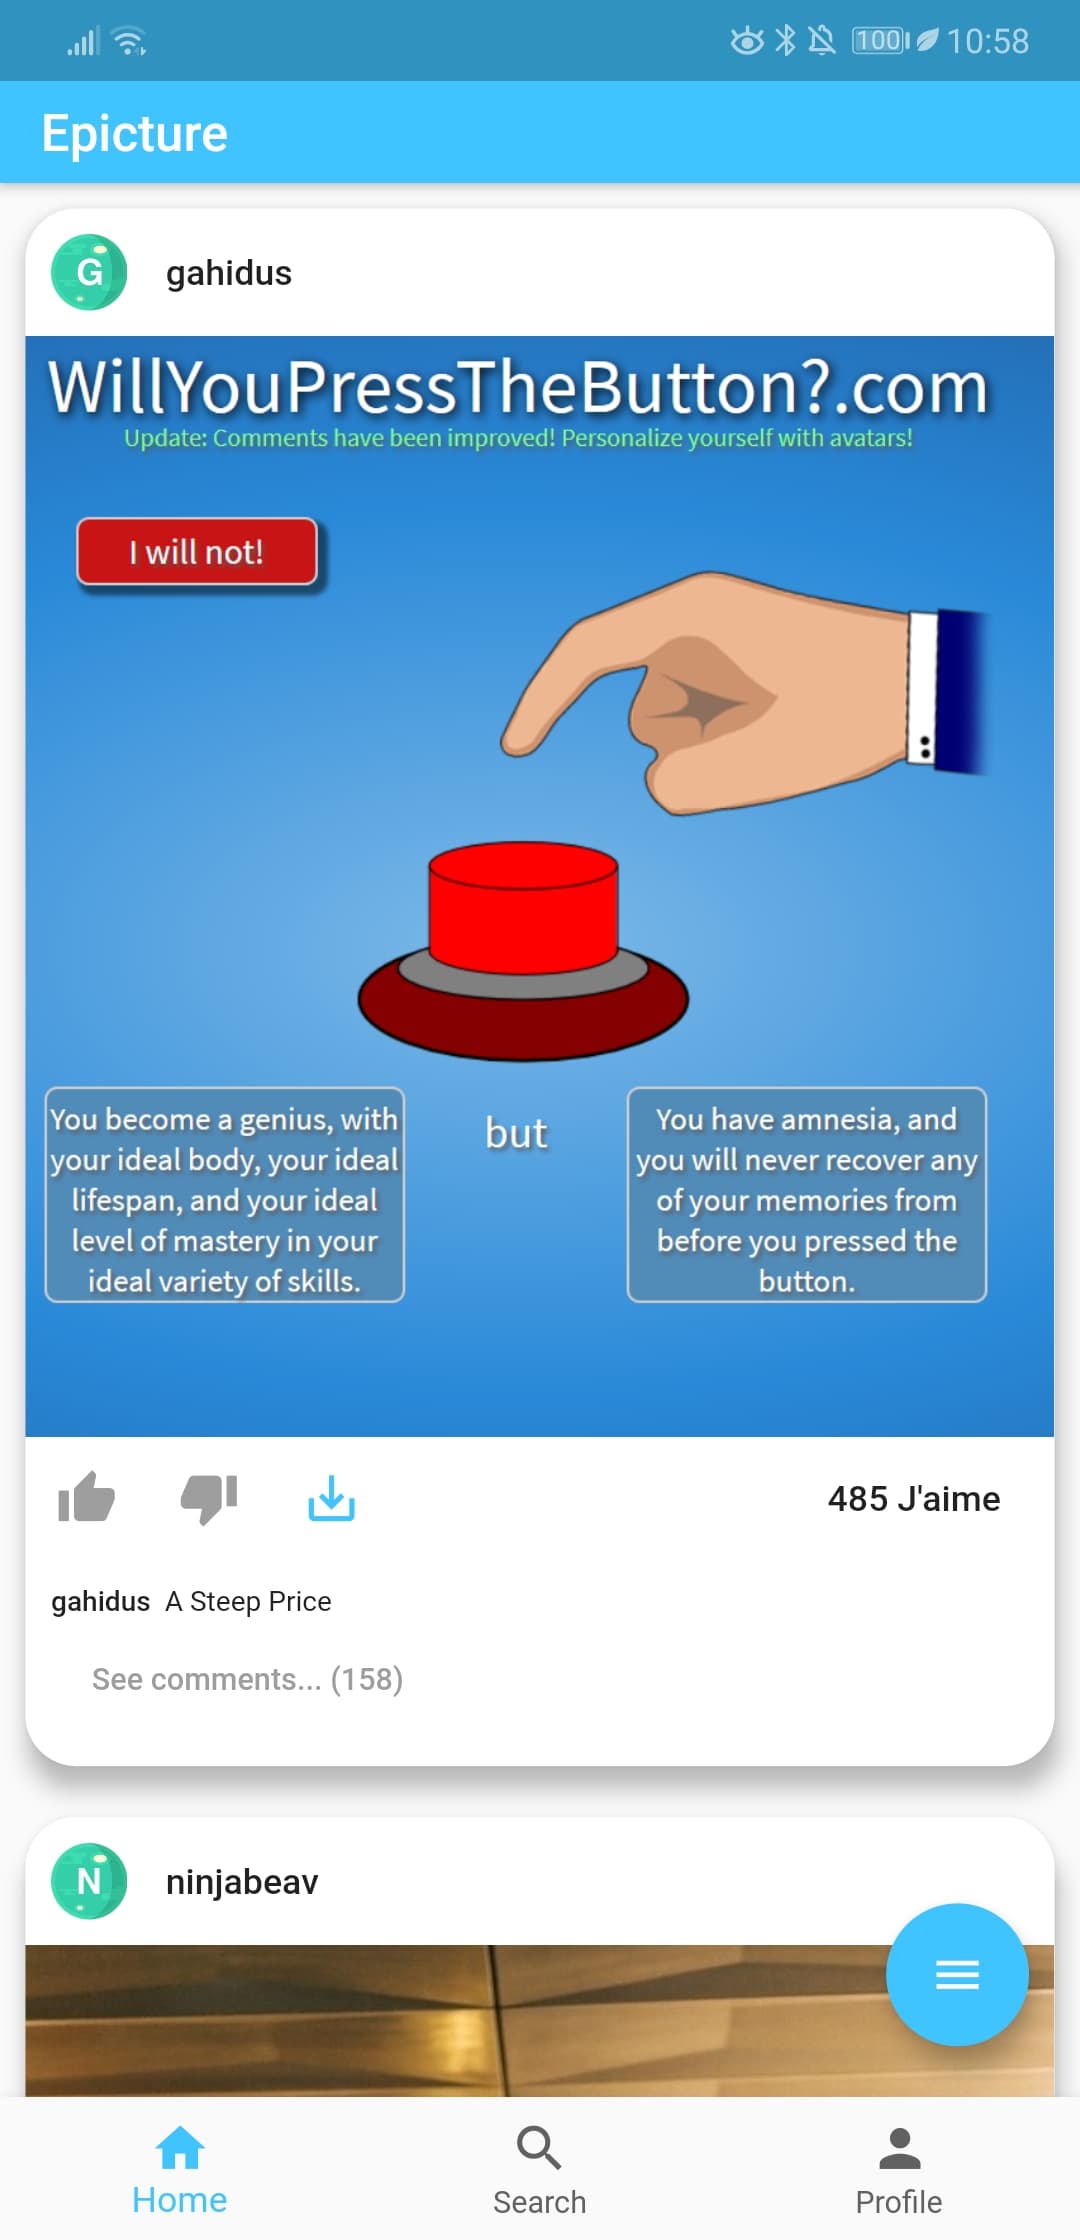 100 10:58
Epicture
G gahidus
WillYouPressTheButton?.com
Update: Comments have been improved! Personalize yourself with avatars!
I will not!
You become a genius, with
your ideal body, your ideal
lifespan, and your ideal
level of mastery in your
ideal variety of skills.
but
You have amnesia, and
you will never recover any
of your memories from
before you pressed the
button.
485 J'aime
gahidus A Steep Price
See comments... (158)
N ninjabeav
Home
Search
Profile